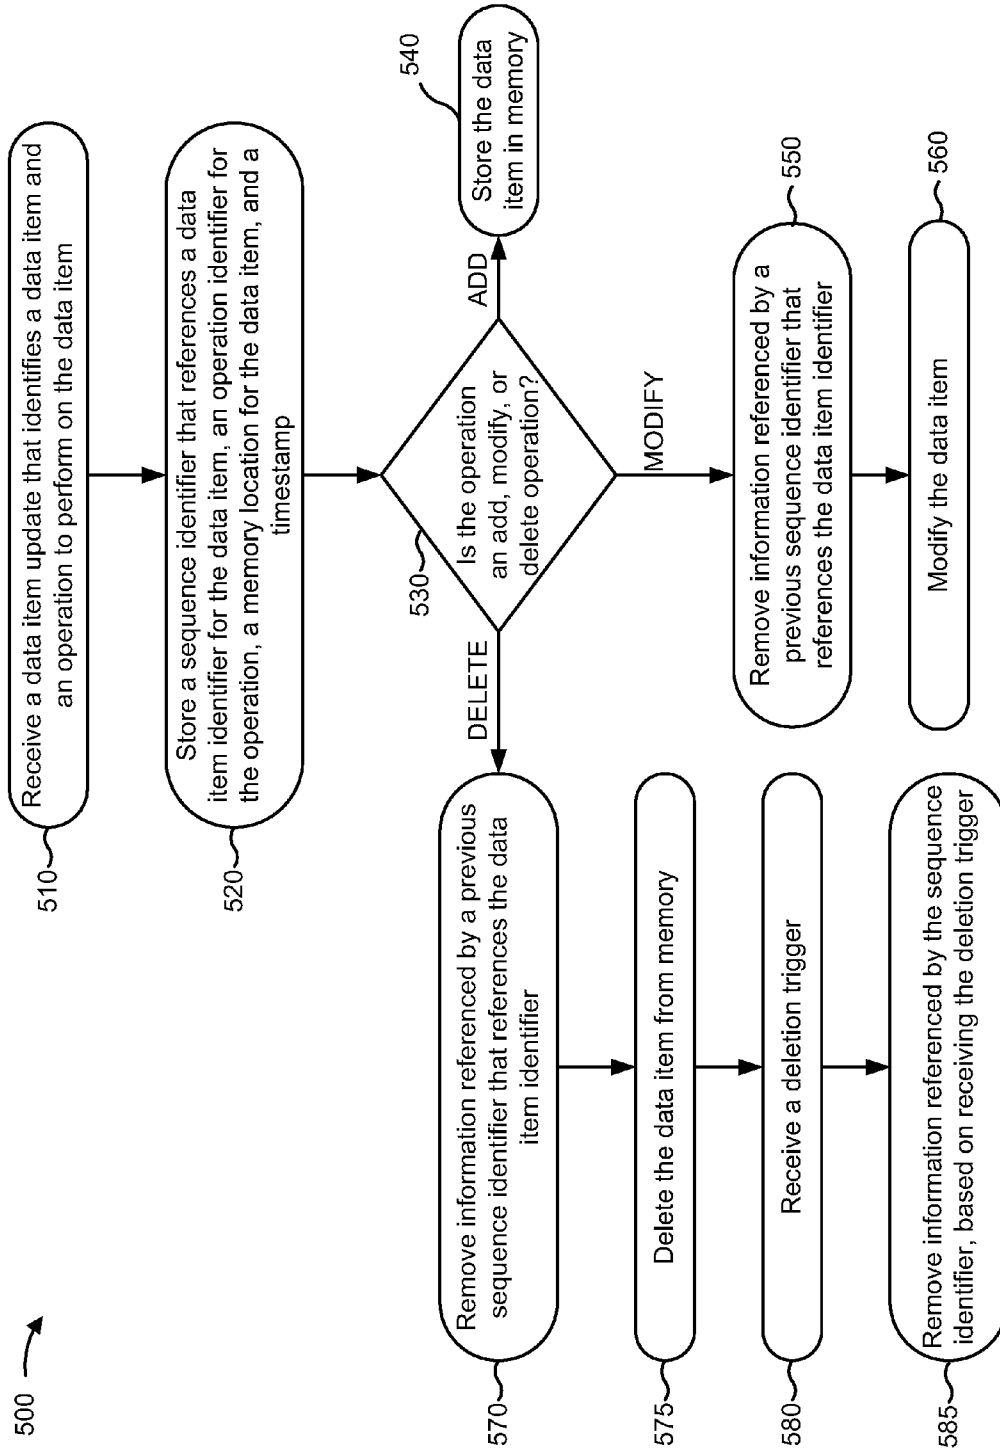 500
510
Receive a data item update that identifies a data item and
an operation to perform on the data item
520
Store a sequence identifier that references a data
item identifier for the data item, an operation identifier for
the operation, a memory location for the data item, and a
timestamp
530
Is the operation
an add, modify, or
delete operation?
ADD
540
Store the data
item in memory
MODIFY
550
Remove information referenced by a
previous sequence identifier that
references the data item identifier
560
Modify the data item
DELETE
570
Remove information referenced by a previous
sequence identifier that references the data
item identifier
575
Delete the data item from memory
580
Receive a deletion trigger
585
Remove information referenced by the sequence
identifier, based on receiving the deletion trigger